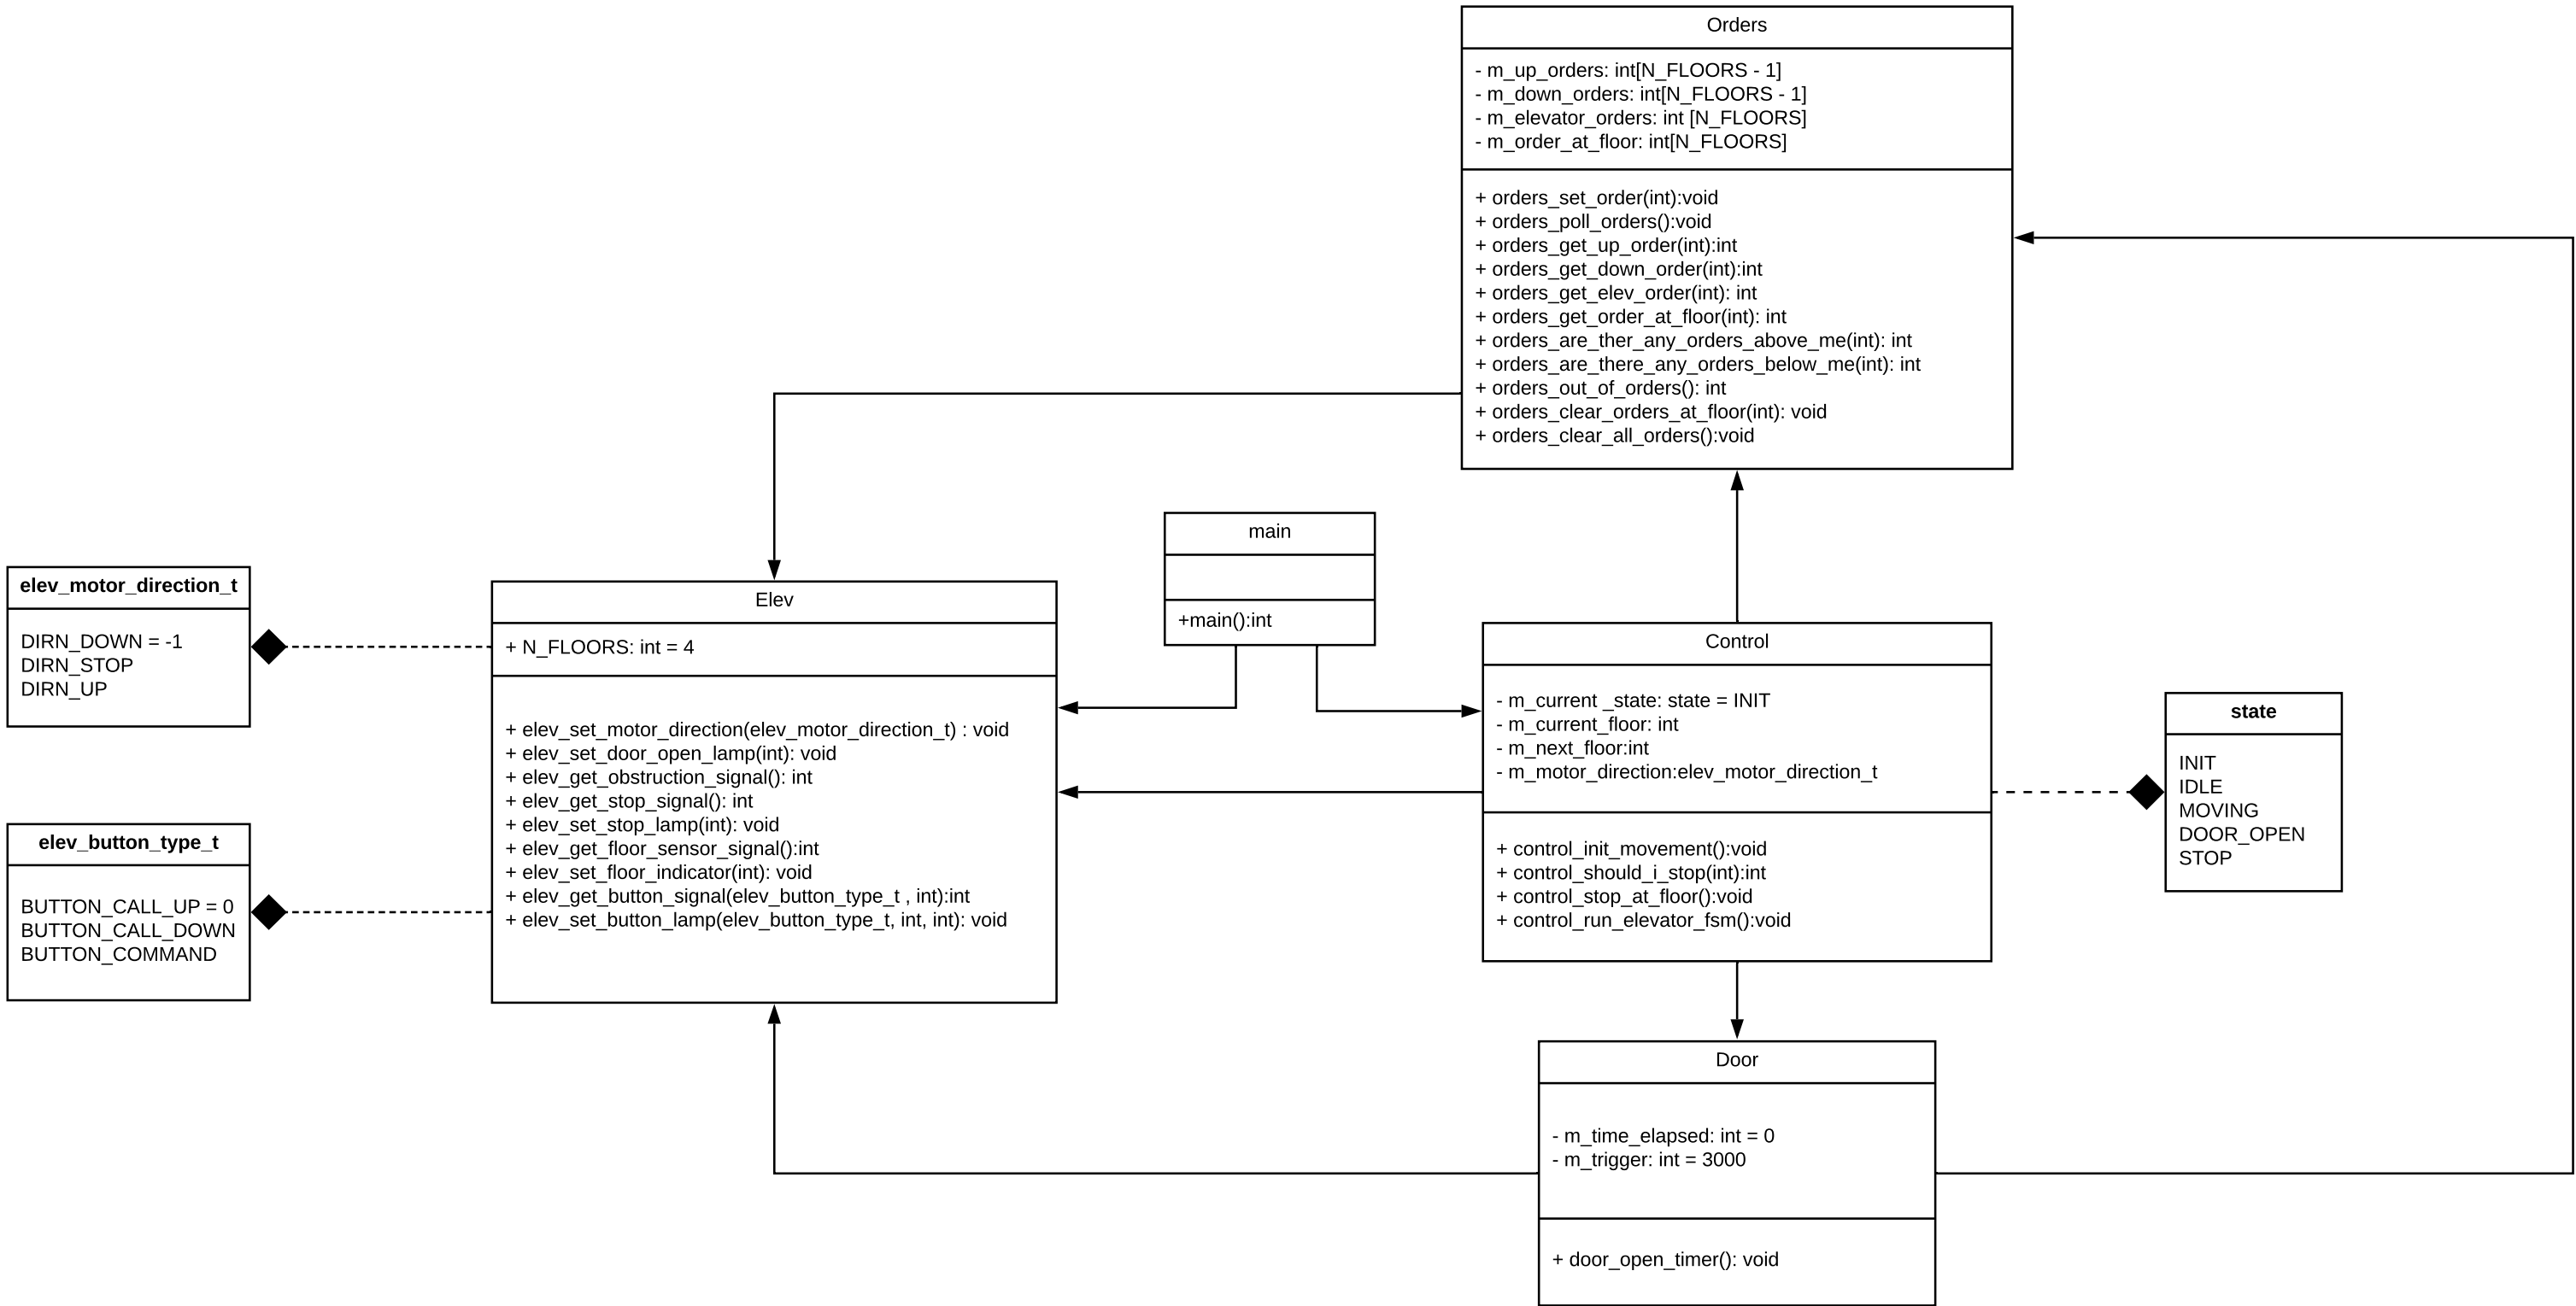 Orders
- m_up_orders: int[N_FLOORS - 1]
- m_down_orders: int[N_FLOORS - 1]
- m_elevator_orders: int [N_FLOORS]
- m_order_at_floor: int[N_FLOORS]
+ orders_set_order(int):void
+ orders_poll_orders():void
+ orders_get_up_order(int):int
+ orders_get_down_order(int):int
+ orders_get_elev_order(int): int
+ orders_get_order_at_floor(int): int
+ orders_are_ther_any_orders_above_me(int): int
+ orders_are_there_any_orders_below_me(int): int
+ orders_out_of_orders(): int
+ orders_clear_orders_at_floor(int): void
+ orders_clear_all_orders():void
main
+main():int
elev_motor_direction_t
DIRN_DOWN = -1
DIRN_STOP
DIRN_UP
elev_button_type_t
BUTTON_CALL_UP = 0
BUTTON_CALL_DOWN
BUTTON_COMMAND
Elev
+ N_FLOORS: int = 4
+ elev_set_motor_direction(elev_motor_direction_t) : void
+ elev_set_door_open_lamp(int): void
+ elev_get_obstruction_signal(): int
+ elev_get_stop_signal(): int
+ elev_set_stop_lamp(int): void
+ elev_get_floor_sensor_signal():int
+ elev_set_floor_indicator(int): void
+ elev_get_button_signal(elev_button_type_t , int):int
+ elev_set_button_lamp(elev_button_type_t, int, int): void
Control
- m_current _state: state = INIT
- m_current_floor: int
- m_next_floor:int
- m_motor_direction:elev_motor_direction_t
+ control_init_movement():void
+ control_should_i_stop(int):int
+ control_stop_at_floor():void
+ control_run_elevator_fsm():void
state
INIT
IDLE
MOVING
DOOR_OPEN
STOP
Door
- m_time_elapsed: int = 0
- m_trigger: int = 3000
+ door_open_timer(): void